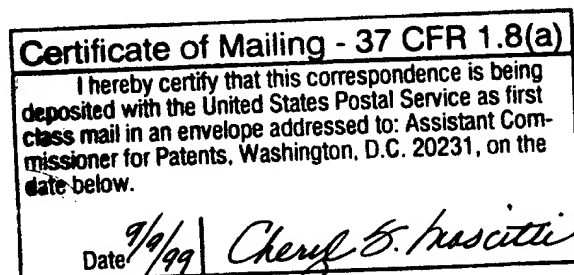 Certificate of Mailing - 37 CFR 1.8(a)
I hereby certify that this correspondence is being
deposited with the United States Postal Service as first
class mail in an envelope addressed to: Assistant Com-
missioner for Patents, Washington, D.C. 20231, on the
date below.
Date 9/9/99 Cheryl S.